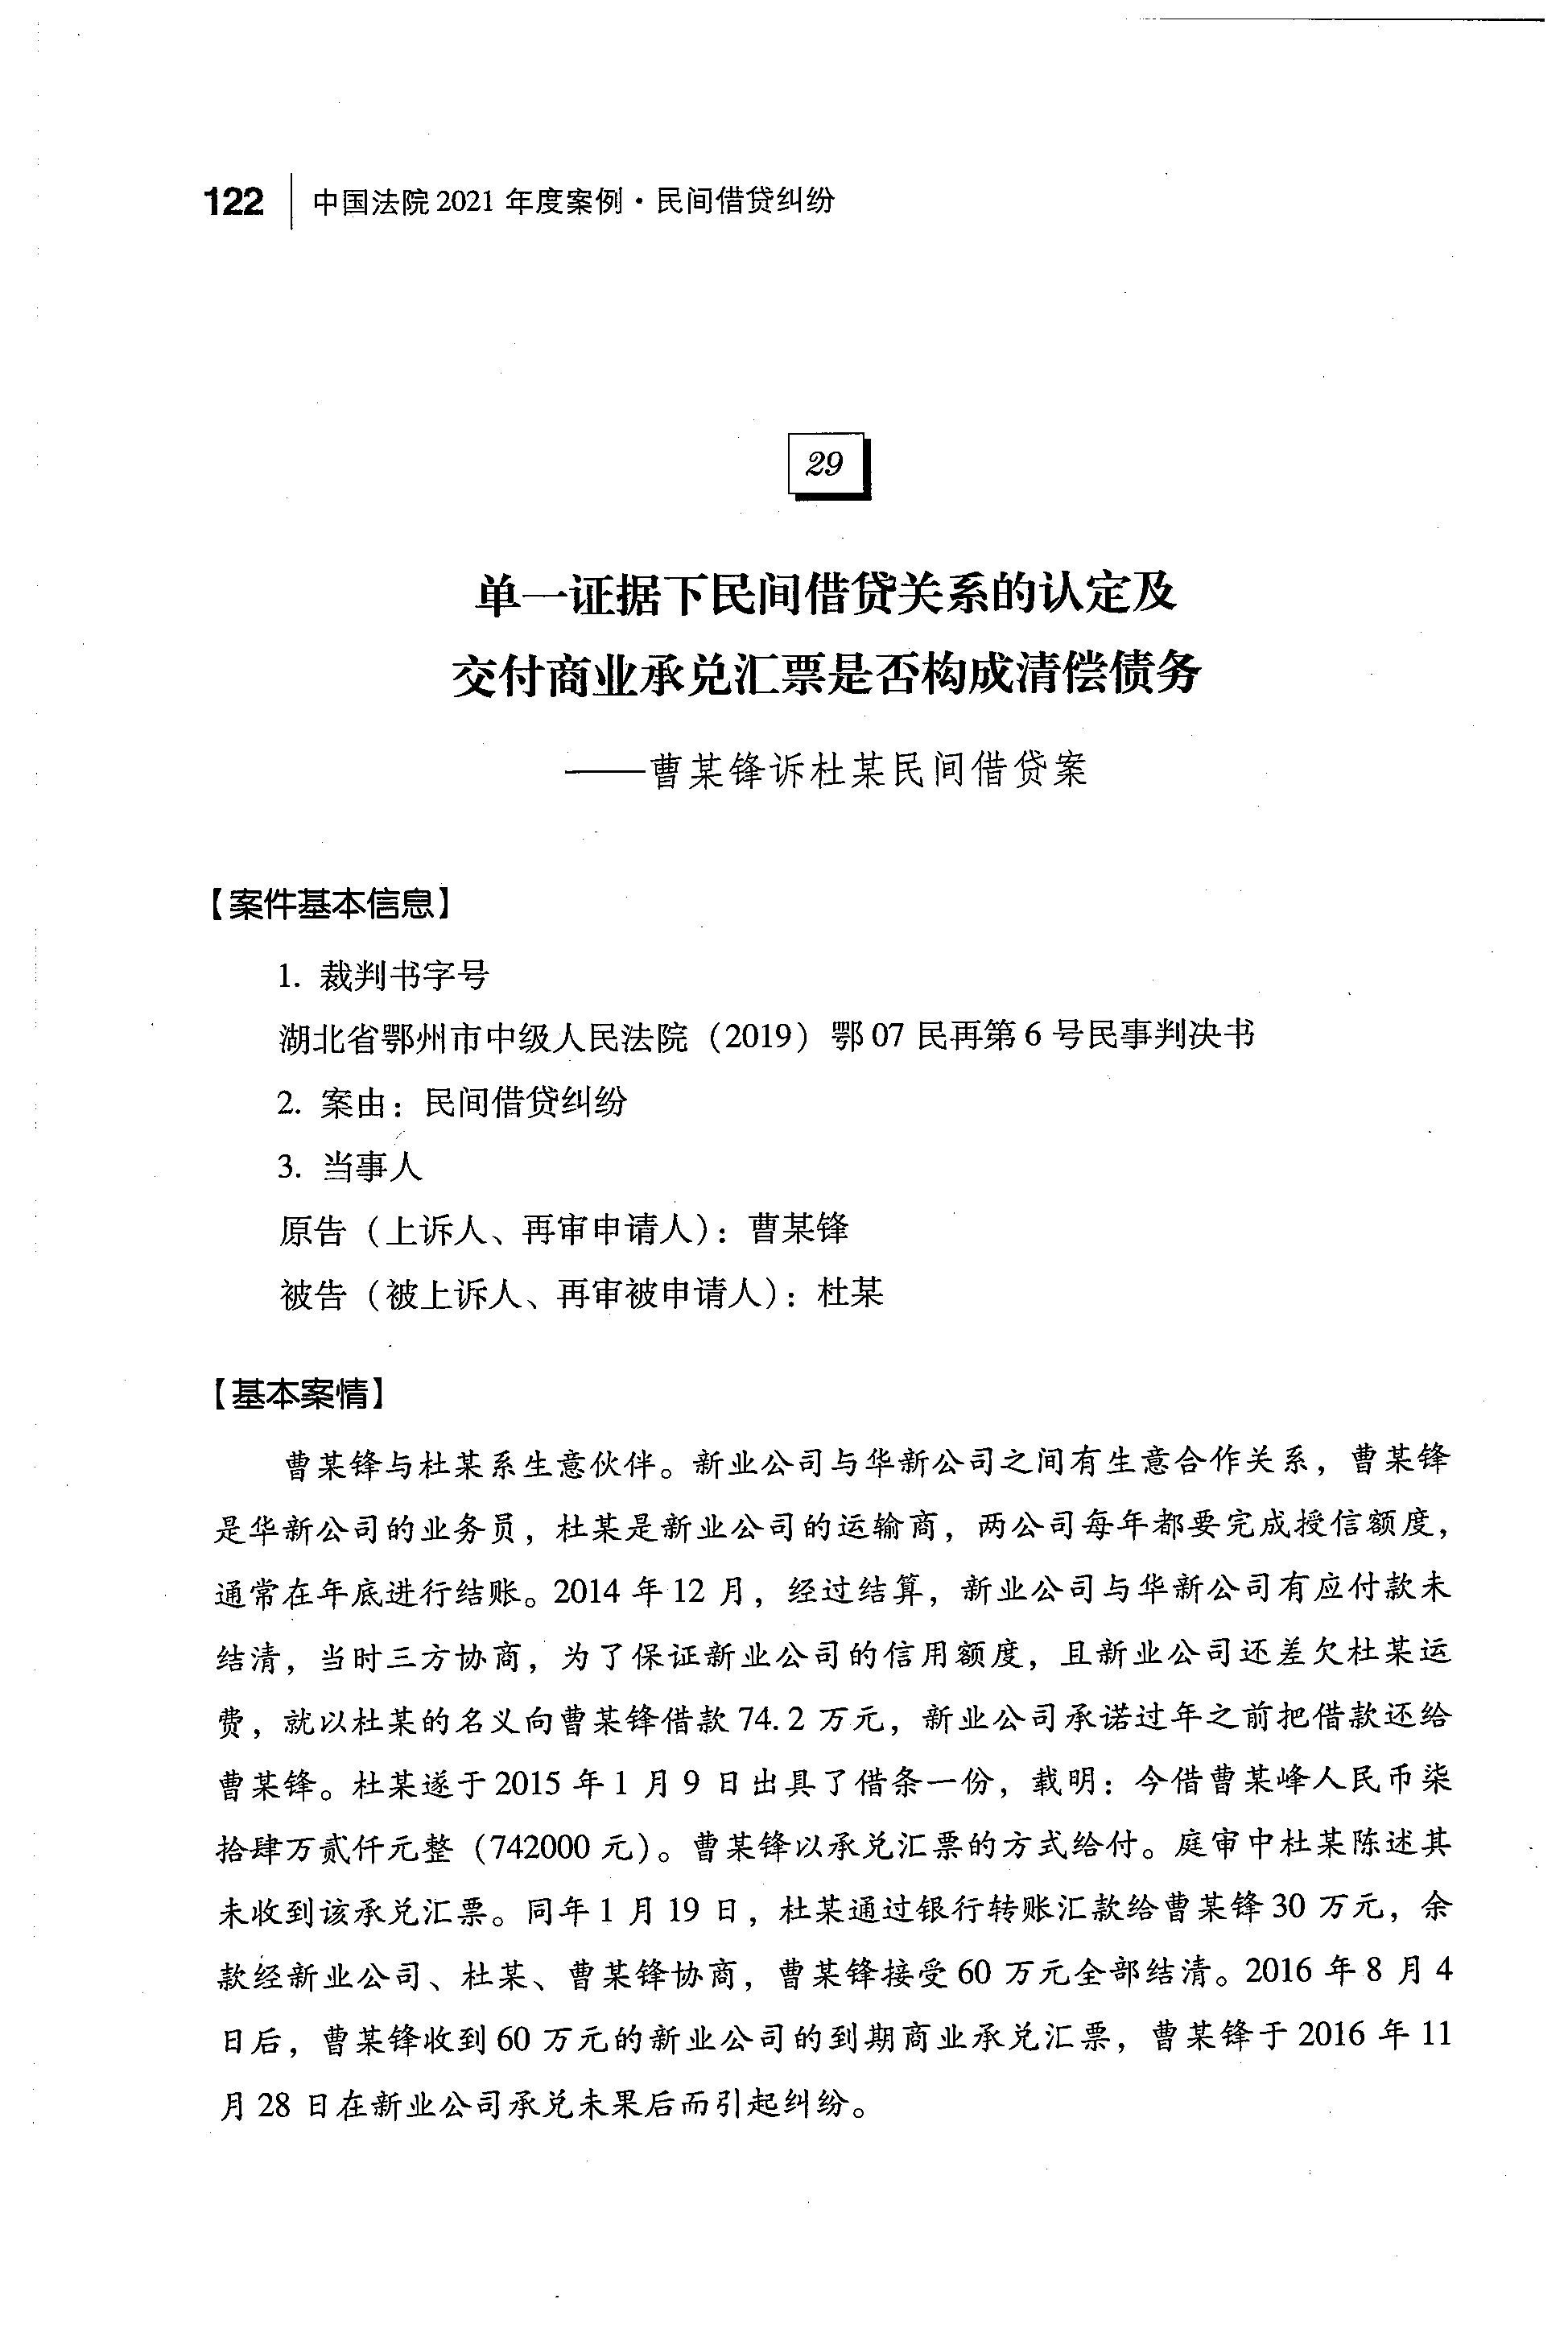 122 中国法院2021年度案例·民间借贷纠纷
29
单一证据下民间借贷关系的认定及
交付商业承兑汇票是否构成清偿债务
——曹某锋诉杜某民间借贷案
【案件基本信息】
1. 裁判书字号
湖北省鄂州市中级人民法院（2019）鄂07民再第6号民事判决书
2. 案由：民间借贷纠纷
3. 当事人
原告（上诉人、再审申请人）：曹某锋
被告（被上诉人、再审被申请人）：杜某
【基本案情】
曹某锋与杜某系生意伙伴。新业公司与华新公司之间有生意合作关系，曹某锋
是华新公司的业务员，杜某是新业公司的运输商，两公司每年都要完成授信额度，
通常在年底进行结账。2014年12月，经过结算，新业公司与华新公司有应付款未
结清，当时三方协商，为了保证新业公司的信用额度，且新业公司还差欠杜某运
费，就以杜某的名义向曹某锋借款74.2万元，新业公司承诺过年之前把借款还给
曹某锋。杜某遂于2015年1月9日出具了借条一份，载明：今借曹某峰人民币柒
拾肆万贰仟元整（742000元）。曹某锋以承兑汇票的方式给付。庭审中杜某陈述其
未收到该承兑汇票。同年1月19日，杜某通过银行转账汇款给曹某锋30万元，余
款经新业公司、杜某、曹某锋协商，曹某锋接受60万元全部结清。2016年8月4
日后，曹某锋收到60万元的新业公司的到期商业承兑汇票，曹某锋于2016年11
月28日在新业公司承兑未果后而引起纠纷。